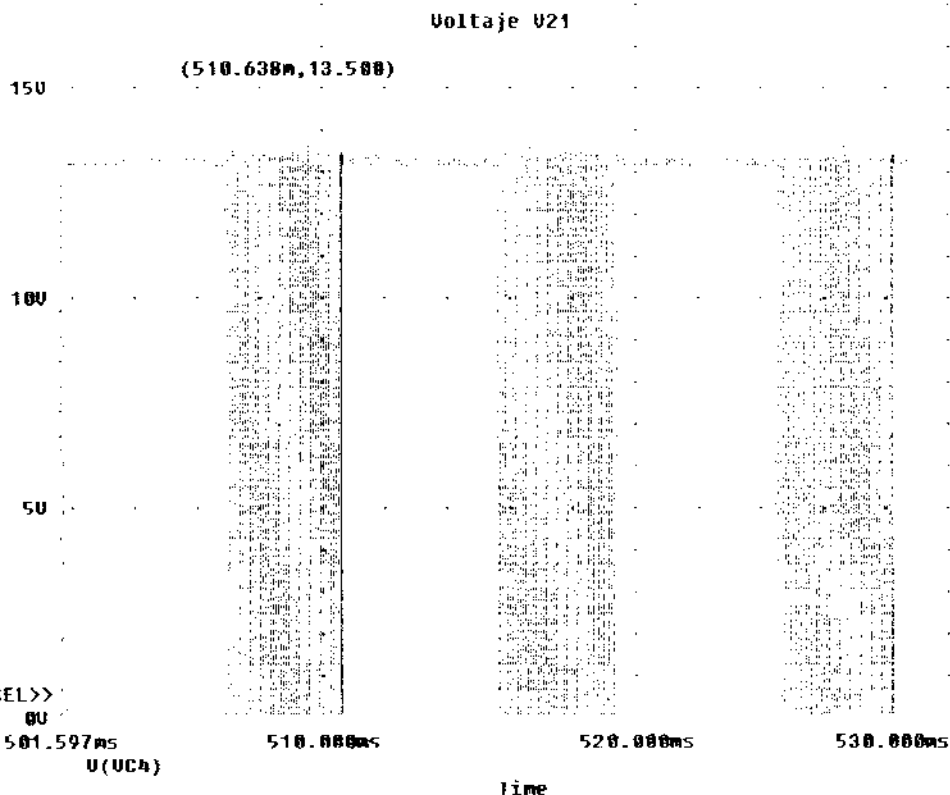 Voltaje V21
(510.638m,13.500)
15V
10V
5V
EL>>
0V
501.597ms 510.000ms 520.000ms 530.000ms
V(VC4)
Time